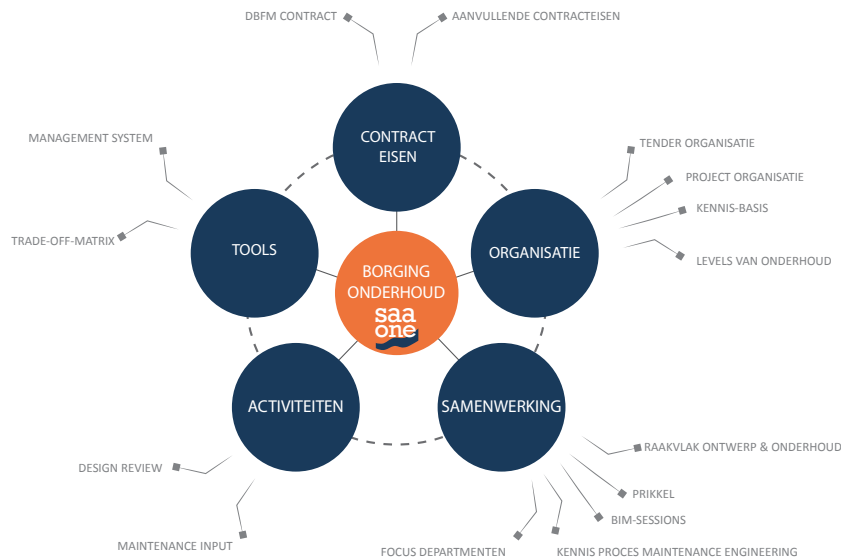 DBFM CONTRACT
AANVULLENDE CONTRACTEISEN
CONTRACT
EISEN
MANAGEMENT SYSTEM
TRADE-OFF-MATRIX
TOOLS
TENDER ORGANISATIE
PROJECT ORGANISATIE
KENNIS-BASIS
LEVELS VAN ONDERHOUD
ORGANISATIE
BORGING
ONDERHOUD
saa
one
ACTIVITEITEN
SAMENWERKING
DESIGN REVIEW
MAINTENANCE INPUT
RAAKVLAK ONTWERP & ONDERHOUD
PRIKKEL
BIM-SESSIONS
FOCUS DEPARTMENTEN
KENNIS PROCES MAINTENANCE ENGINEERING